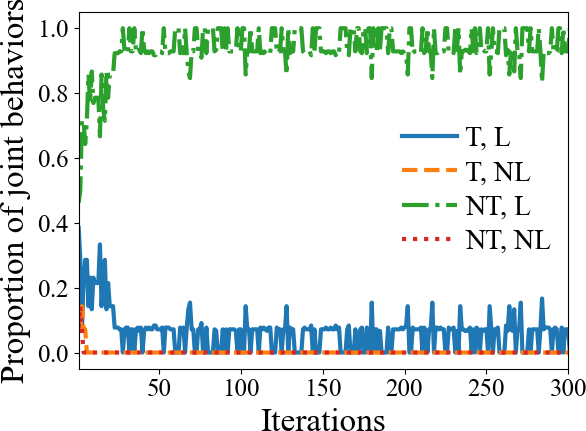 Proportion of joint behaviors
1.0
0.8
0.6
0.4
0.2
0.0
T, L
T, NL
NT, L
NT, NL
50
100
150
200
250
300
Iterations